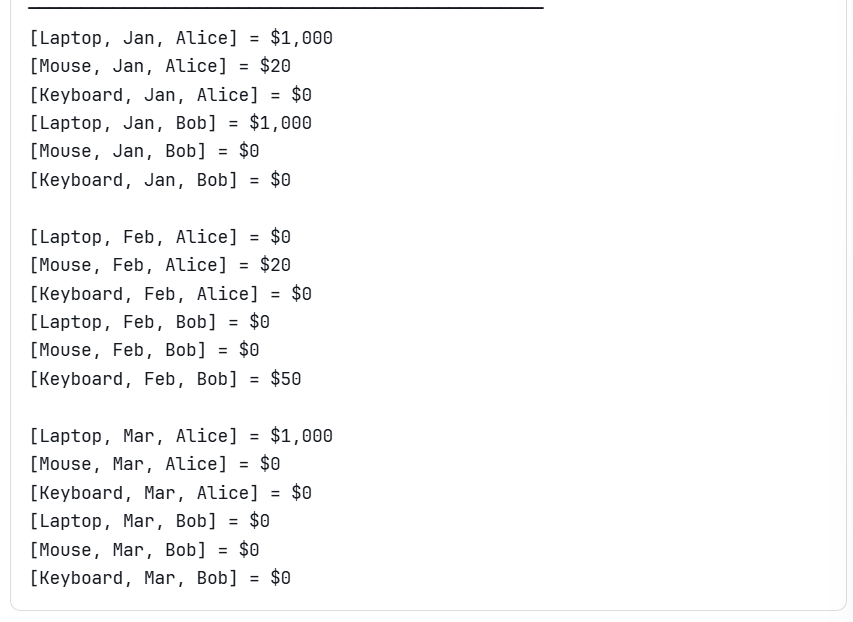 [Laptop, Jan, Alice] = $1,000
[Mouse, Jan, Alice] = $20
[Keyboard, Jan, Alice] = $0
[Laptop, Jan, Bob] = $1,000
[Mouse, Jan, Bob] = $0
[Keyboard, Jan, Bob] = $0

[Laptop, Feb, Alice] = $0
[Mouse, Feb, Alice] = $20
[Keyboard, Feb, Alice] = $0
[Laptop, Feb, Bob] = $0
[Mouse, Feb, Bob] = $0
[Keyboard, Feb, Bob] = $50

[Laptop, Mar, Alice] = $1,000
[Mouse, Mar, Alice] = $0
[Keyboard, Mar, Alice] = $0
[Laptop, Mar, Bob] = $0
[Mouse, Mar, Bob] = $0
[Keyboard, Mar, Bob] = $0